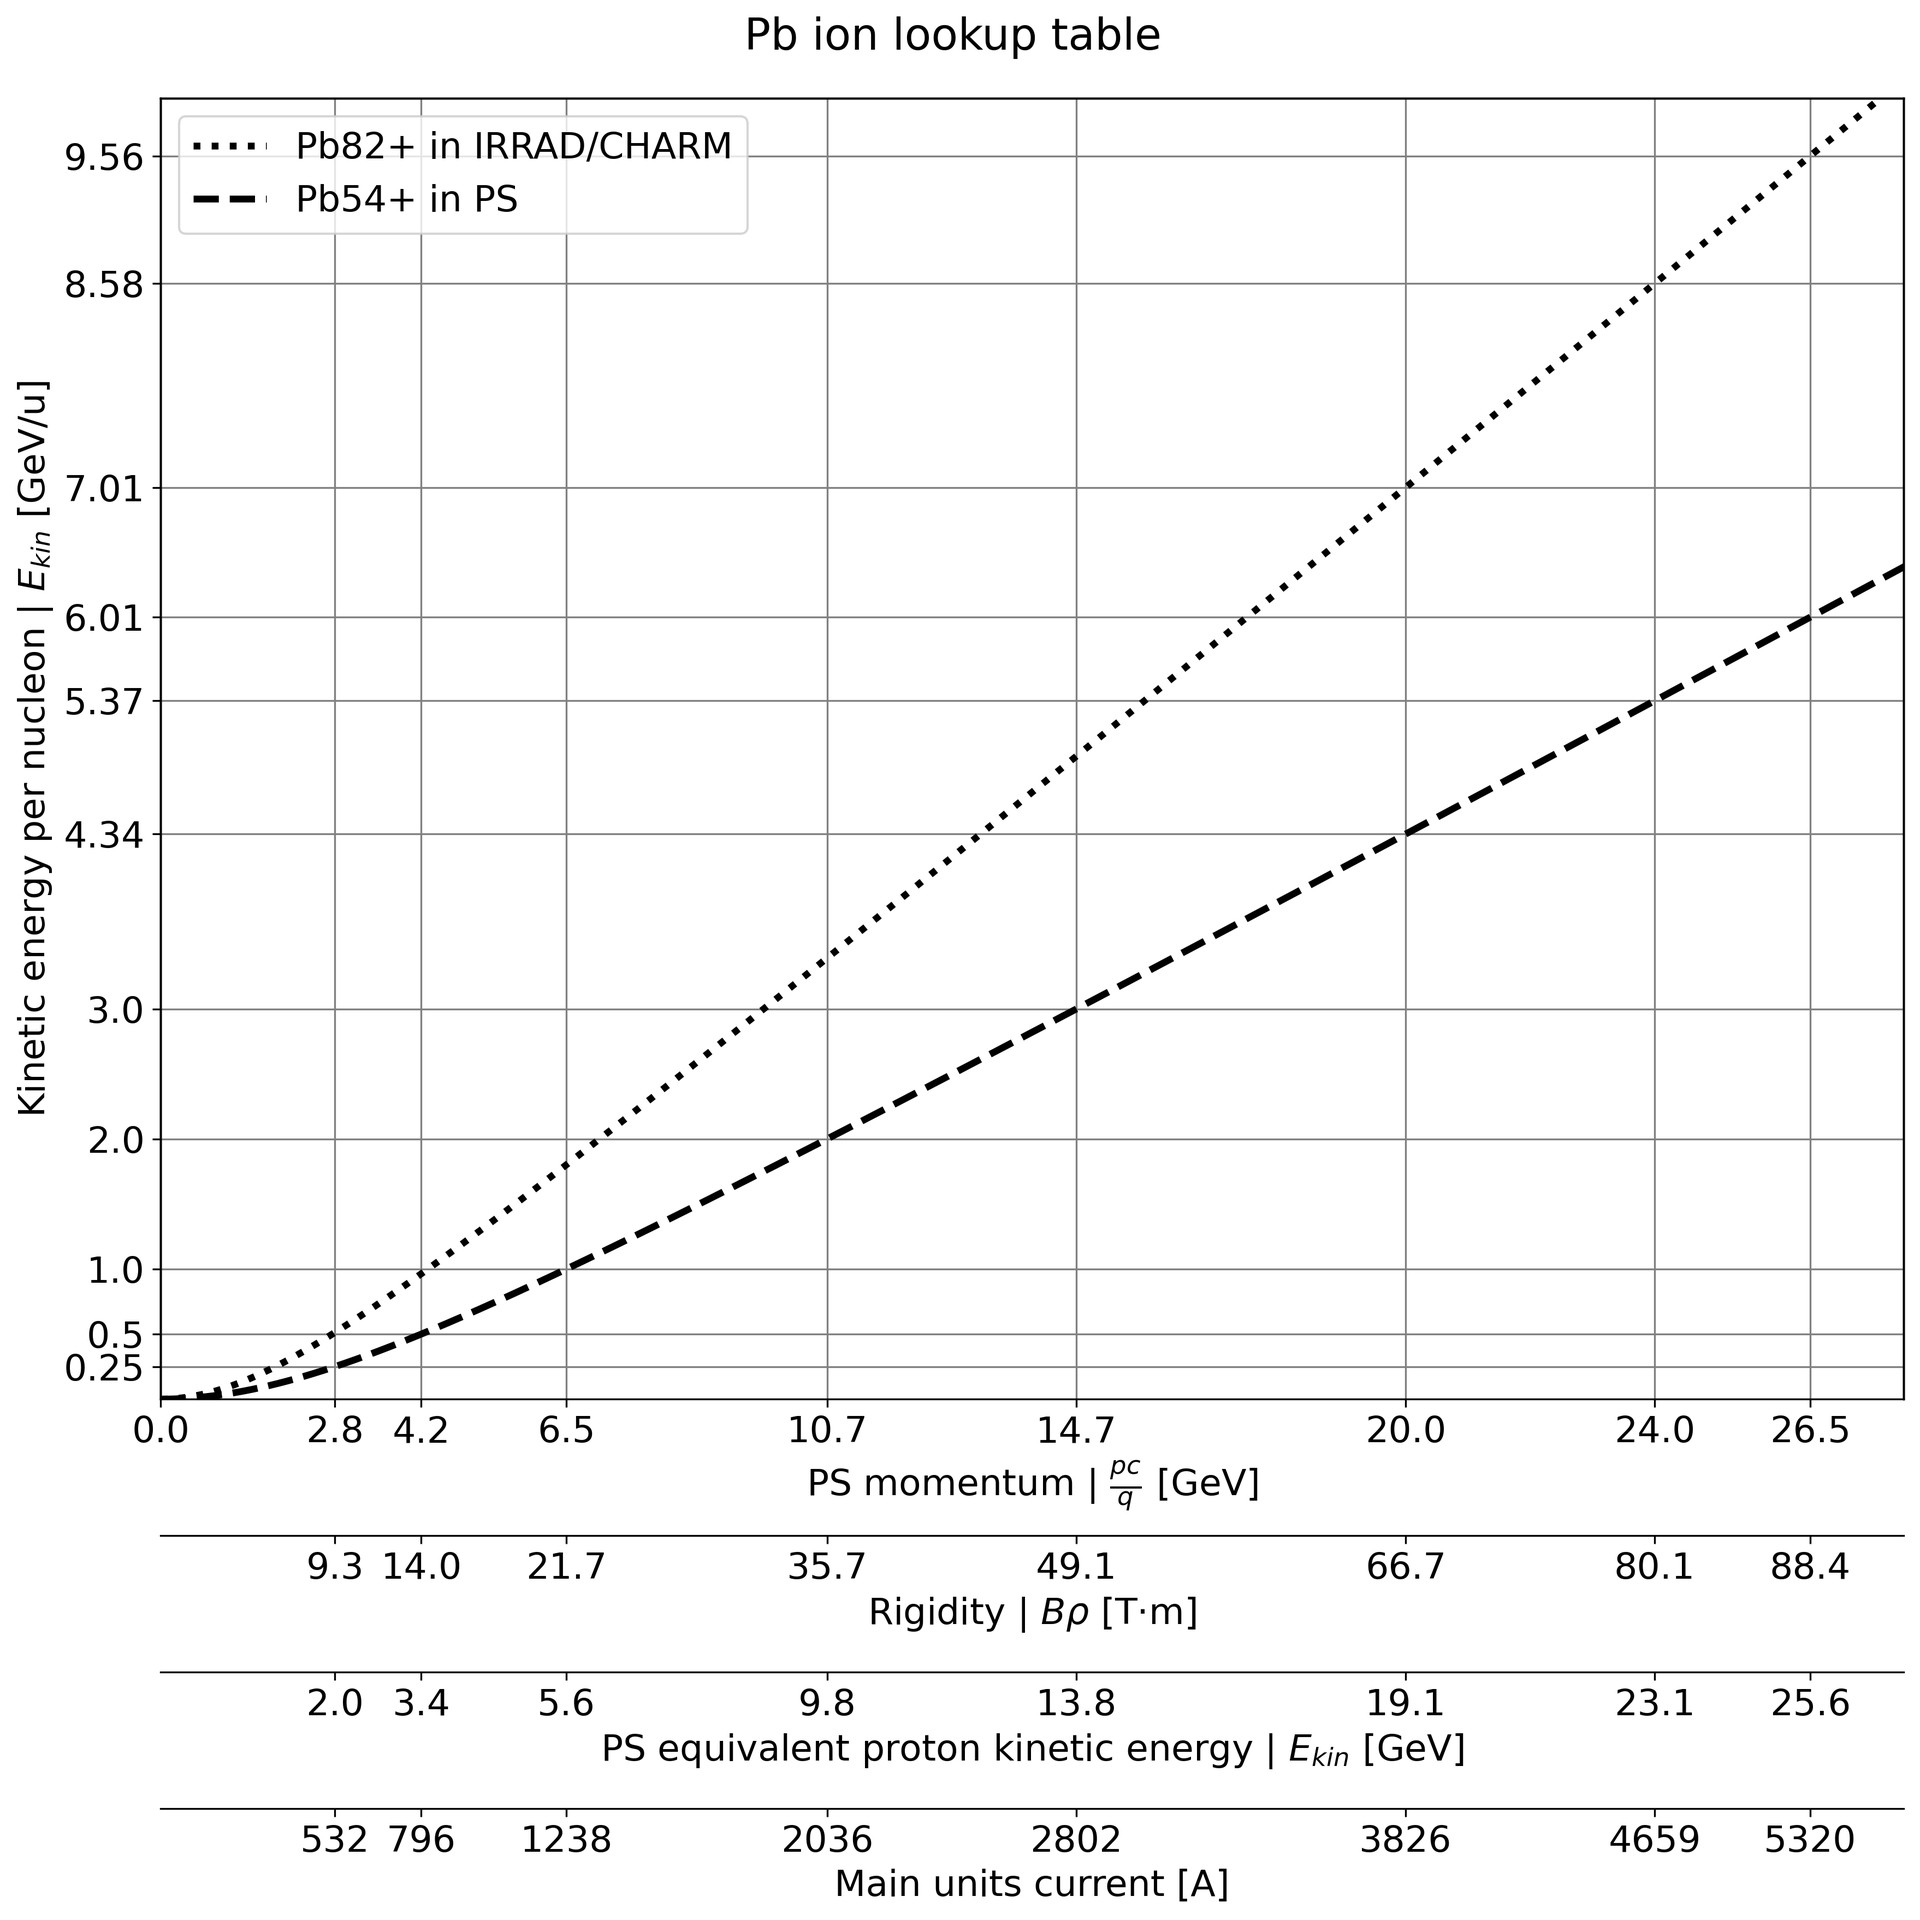 Pb ion lookup table
Pb82+ in IRRAD/CHARM
Pb54+ in PS
Kinetic energy per nucleon | E_kin [GeV/u]
9.56
8.58
7.01
6.01
5.37
4.34
3.0
2.0
1.0
0.5
0.25
0.0 2.8 4.2 6.5 10.7 14.7 20.0 24.0 26.5
PS momentum | pc/q [GeV]
9.3 14.0 21.7 35.7 49.1 66.7 80.1 88.4
Rigidity | Bρ [T·m]
2.0 3.4 5.6 9.8 13.8 19.1 23.1 25.6
PS equivalent proton kinetic energy | E_kin [GeV]
532 796 1238 2036 2802 3826 4659 5320
Main units current [A]